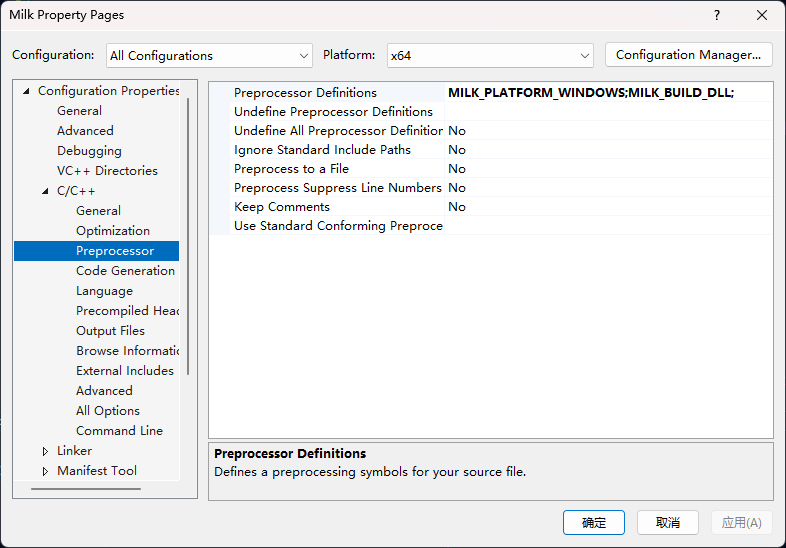 Milk Property Pages
?
Configuration: All Configurations Platform: x64 Configuration Manager...
Configuration Properties
General
Advanced
Debugging
VC++ Directories
C/C++
General
Optimization
Preprocessor
Code Generation
Language
Precompiled Head
Output Files
Browse Informatic
External Includes
Advanced
All Options
Command Line
Linker
Manifest Tool
Preprocessor Definitions MILK_PLATFORM_WINDOWS;MILK_BUILD_DLL;
Undefine Preprocessor Definitions
Undefine All Preprocessor Definition No
Ignore Standard Include Paths No
Preprocess to a File No
Preprocess Suppress Line Numbers No
Keep Comments No
Use Standard Conforming Preproce
Preprocessor Definitions
Defines a preprocessing symbols for your source file.
确定 取消 应用(A)